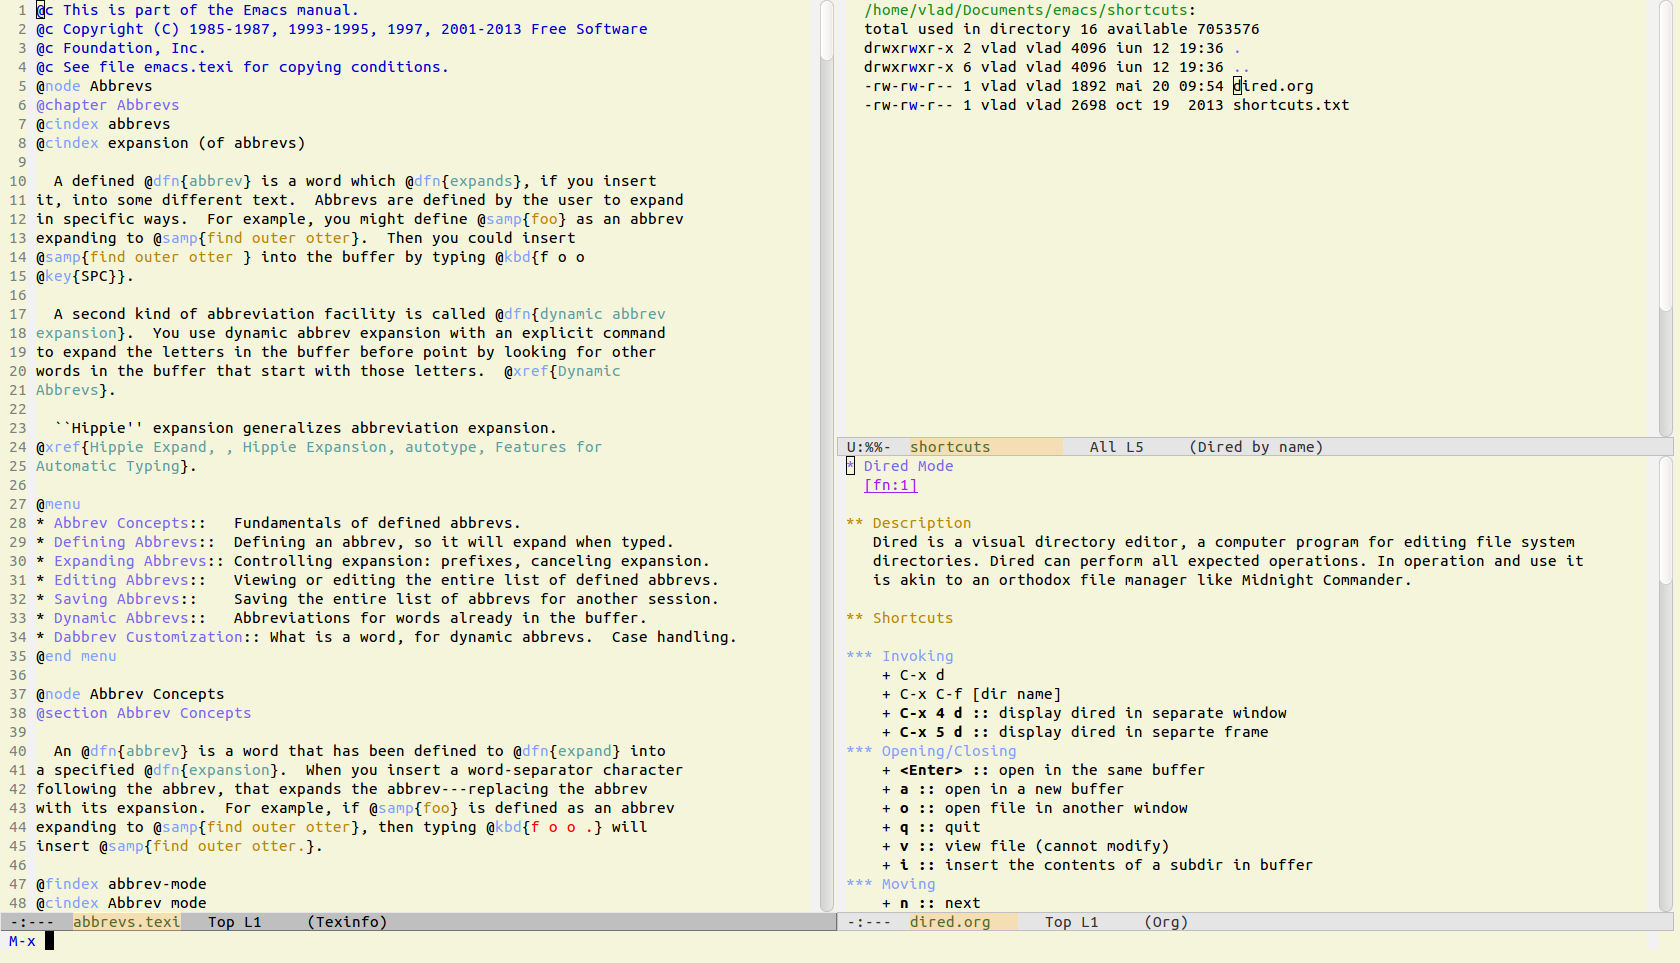 1 @c This is part of the Emacs manual.
2 @c Copyright (C) 1985-1987, 1993-1995, 1997, 2001-2013 Free Software
3 @c Foundation, Inc.
4 @c See file emacs.texi for copying conditions.
5 @node Abbrevs
6 @chapter Abbrevs
7 @cindex abbrevs
8 @cindex expansion (of abbrevs)
9
10   A defined @dfn{abbrev} is a word which @dfn{expands}, if you insert
11 it, into some different text.  Abbrevs are defined by the user to expand
12 in specific ways.  For example, you might define @samp{foo} as an abbrev
13 expanding to @samp{find outer otter}.  Then you could insert
14 @samp{find outer otter } into the buffer by typing @kbd{f o o
15 @key{SPC}}.
16
17   A second kind of abbreviation facility is called @dfn{dynamic abbrev
18 expansion}.  You use dynamic abbrev expansion with an explicit command
19 to expand the letters in the buffer before point by looking for other
20 words in the buffer that start with those letters.  @xref{Dynamic
21 Abbrevs}.
22
23   ``Hippie'' expansion generalizes abbreviation expansion.
24 @xref{Hippie Expand, , Hippie Expansion, autotype, Features for
25 Automatic Typing}.
26
27 @menu
28 * Abbrev Concepts::   Fundamentals of defined abbrevs.
29 * Defining Abbrevs::  Defining an abbrev, so it will expand when typed.
30 * Expanding Abbrevs:: Controlling expansion: prefixes, canceling expansion.
31 * Editing Abbrevs::   Viewing or editing the entire list of defined abbrevs.
32 * Saving Abbrevs::    Saving the entire list of abbrevs for another session.
33 * Dynamic Abbrevs::   Abbreviations for words already in the buffer.
34 * Dabbrev Customization:: What is a word, for dynamic abbrevs.  Case handling.
35 @end menu
36
37 @node Abbrev Concepts
38 @section Abbrev Concepts
39
40   An @dfn{abbrev} is a word that has been defined to @dfn{expand} into
41 a specified @dfn{expansion}.  When you insert a word-separator character
42 following the abbrev, that expands the abbrev---replacing the abbrev
43 with its expansion.  For example, if @samp{foo} is defined as an abbrev
44 expanding to @samp{find outer otter}, then typing @kbd{f o o .} will
45 insert @samp{find outer otter.}.
46
47 @findex abbrev-mode
48 @cindex Abbrev mode
-:---  abbrevs.texi   Top L1     (Texinfo)
M-x
/home/vlad/Documents/emacs/shortcuts:
total used in directory 16 available 7053576
drwxrwxr-x 2 vlad vlad 4096 iun 12 19:36 .
drwxrwxr-x 6 vlad vlad 4096 iun 12 19:36 ..
-rw-rw-r-- 1 vlad vlad 1892 mai 20 09:54 dired.org
-rw-rw-r-- 1 vlad vlad 2698 oct 19  2013 shortcuts.txt
U:%%-  shortcuts           All L5     (Dired by name)
* Dired Mode
  [fn:1]

** Description
   Dired is a visual directory editor, a computer program for editing file system
   directories. Dired can perform all expected operations. In operation and use it
   is akin to an orthodox file manager like Midnight Commander.

** Shortcuts

*** Invoking
    + C-x d
    + C-x C-f [dir name]
    + C-x 4 d :: display dired in separate window
    + C-x 5 d :: display dired in separte frame
*** Opening/Closing
    + <Enter> :: open in the same buffer
    + a :: open in a new buffer
    + o :: open file in another window
    + q :: quit
    + v :: view file (cannot modify)
    + i :: insert the contents of a subdir in buffer
*** Moving
    + n :: next
-:---  dired.org      Top L1     (Org)